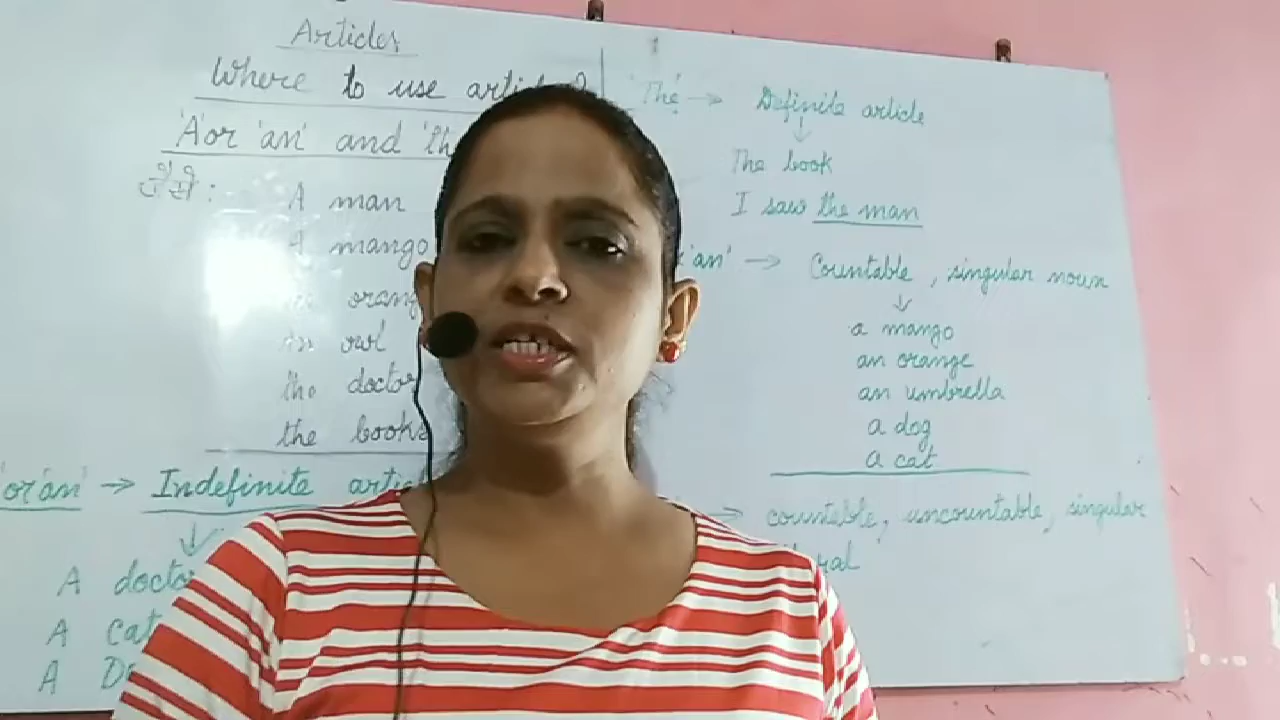 Articles
Where to use
'A' or 'an' and
जैसे : A man
A mango
owl
the doctor
the books
'or 'an' → Indefinite
A
A cat
A
'The' → Definite article
The book
I saw the man
'an' → Countable, singular noun
a mango
an orange
an umbrella
a dog
a cat
countable, uncountable, singular